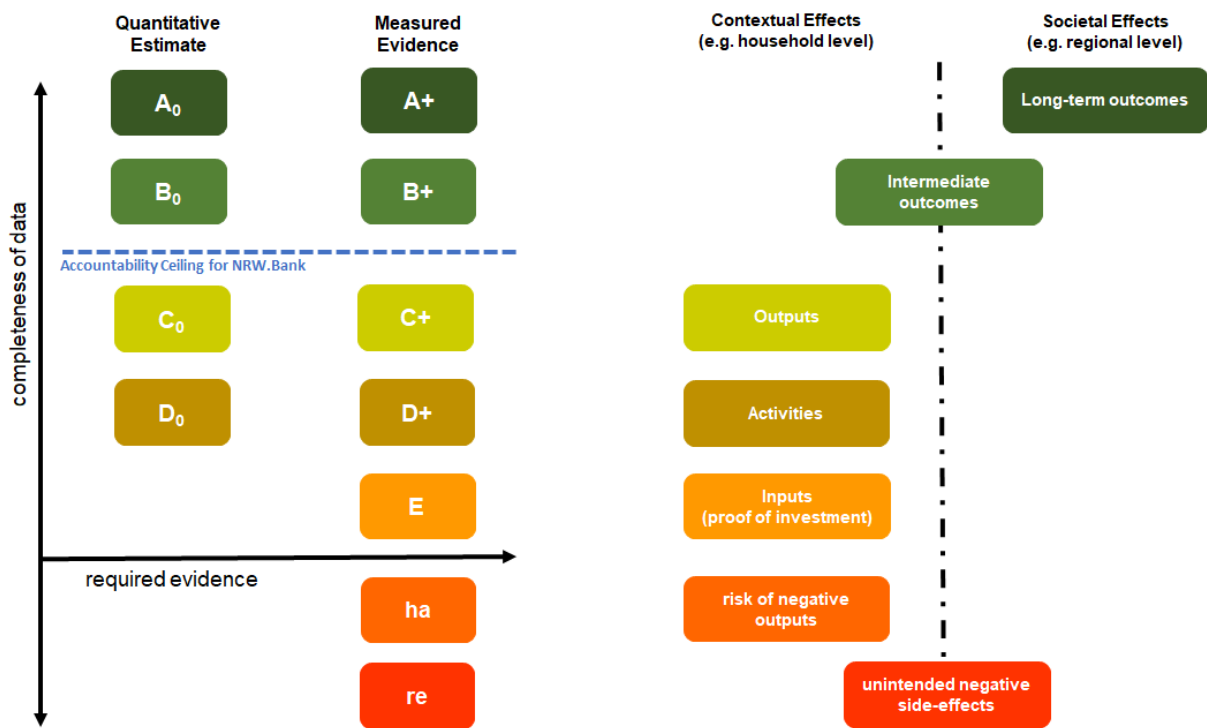 Quantitative
Estimate
Measured
Evidence
Contextual Effects
(e.g. household level)
Societal Effects
(e.g. regional level)
A₀
A+
Long-term outcomes
B₀
B+
Intermediate
outcomes
Accountability Ceiling for NRW.Bank
completeness of data
C₀
C+
Outputs
D₀
D+
Activities
E
Inputs
(proof of investment)
required evidence
ha
risk of negative
outputs
re
unintended negative
side-effects